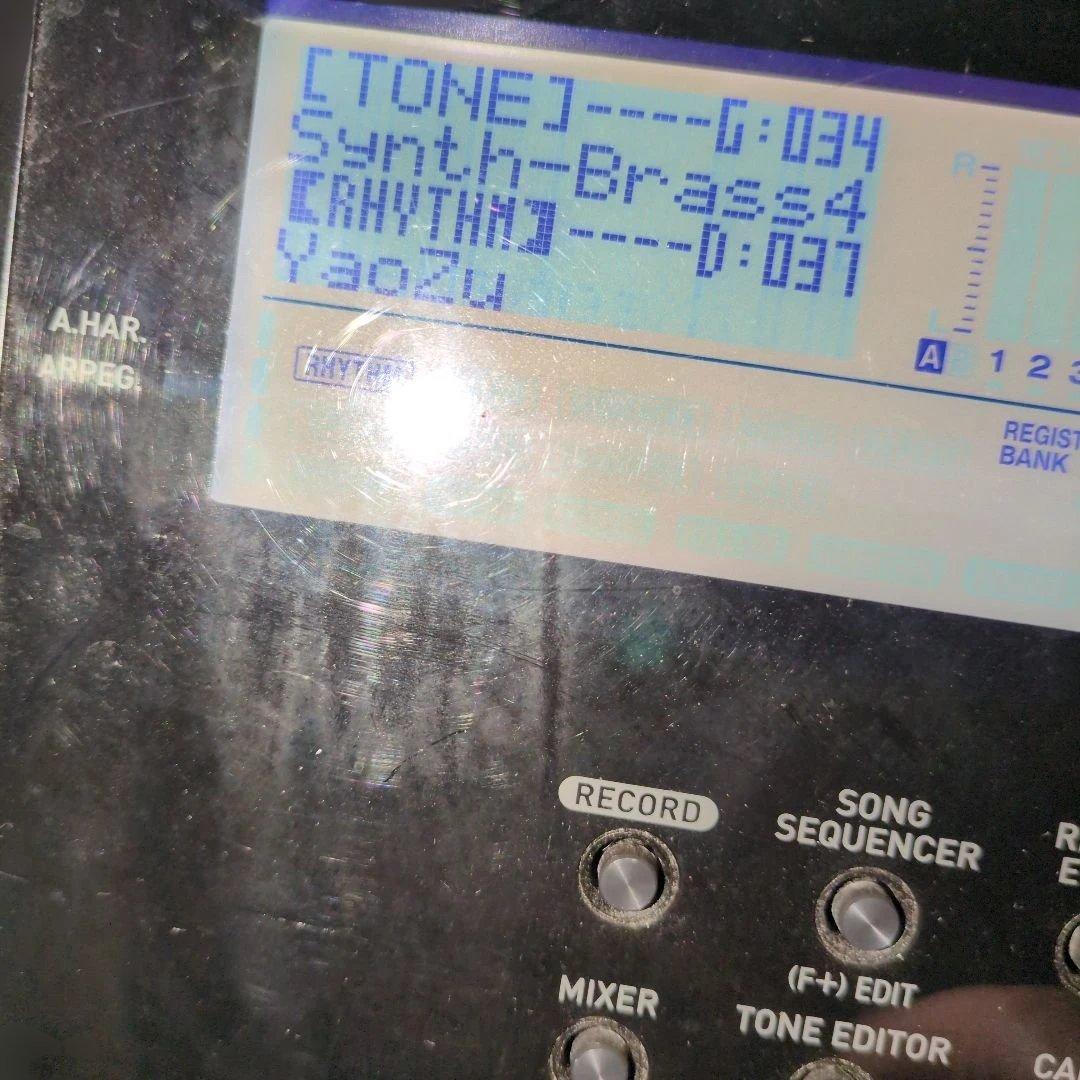 [TONE]----G:034
Synth-Brass4
【RHYTHM】----D:037
YaoZu
R
L
A 1 2 3
RHYTHM
REGIST
BANK
A.HAR.
ARPEG.
RECORD
SONG
SEQUENCER
MIXER
(F+) EDIT
TONE EDITOR